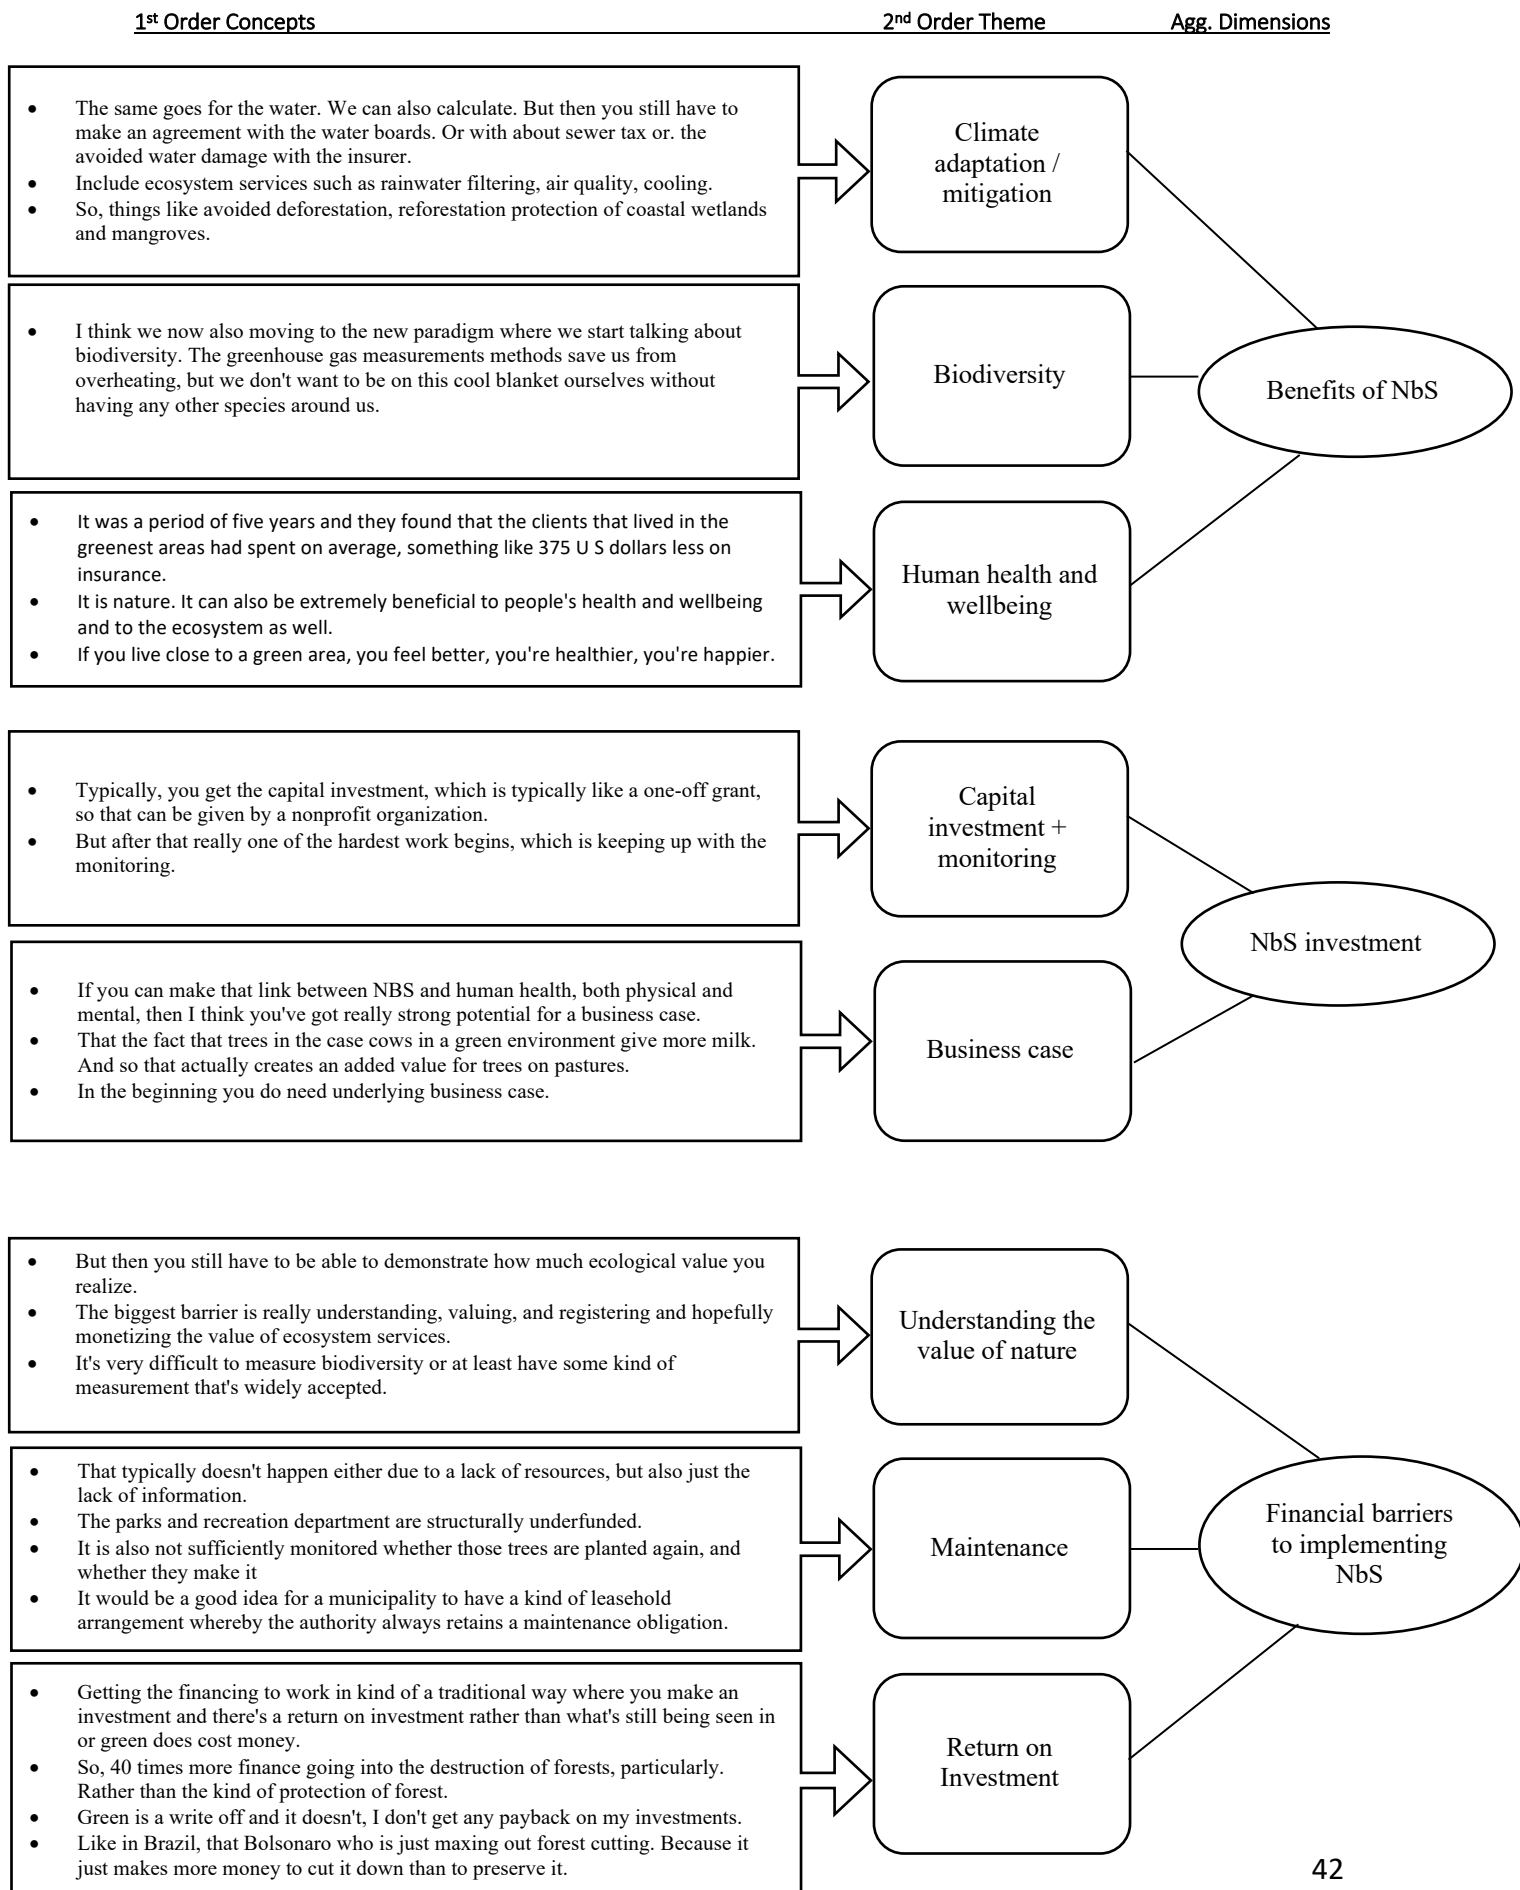 1st Order Concepts 2nd Order Theme Agg. Dimensions
• The same goes for the water. We can also calculate. But then you still have to
make an agreement with the water boards. Or with about sewer tax or. the
avoided water damage with the insurer.
• Include ecosystem services such as rainwater filtering, air quality, cooling.
• So, things like avoided deforestation, reforestation protection of coastal wetlands
and mangroves.
Climate
adaptation /
mitigation
• I think we now also moving to the new paradigm where we start talking about
biodiversity. The greenhouse gas measurements methods save us from
overheating, but we don't want to be on this cool blanket ourselves without
having any other species around us.
Biodiversity
Benefits of NbS
• It was a period of five years and they found that the clients that lived in the
greenest areas had spent on average, something like 375 U S dollars less on
insurance.
• It is nature. It can also be extremely beneficial to people's health and wellbeing
and to the ecosystem as well.
• If you live close to a green area, you feel better, you're healthier, you're happier.
Human health and
wellbeing
• Typically, you get the capital investment, which is typically like a one-off grant,
so that can be given by a nonprofit organization.
• But after that really one of the hardest work begins, which is keeping up with the
monitoring.
Capital
investment +
monitoring
NbS investment
• If you can make that link between NBS and human health, both physical and
mental, then I think you've got really strong potential for a business case.
• That the fact that trees in the case cows in a green environment give more milk.
And so that actually creates an added value for trees on pastures.
• In the beginning you do need underlying business case.
Business case
• But then you still have to be able to demonstrate how much ecological value you
realize.
• The biggest barrier is really understanding, valuing, and registering and hopefully
monetizing the value of ecosystem services.
• It's very difficult to measure biodiversity or at least have some kind of
measurement that's widely accepted.
Understanding the
value of nature
• That typically doesn't happen either due to a lack of resources, but also just the
lack of information.
• The parks and recreation department are structurally underfunded.
• It is also not sufficiently monitored whether those trees are planted again, and
whether they make it
• It would be a good idea for a municipality to have a kind of leasehold
arrangement whereby the authority always retains a maintenance obligation.
Maintenance
Financial barriers
to implementing
NbS
• Getting the financing to work in kind of a traditional way where you make an
investment and there's a return on investment rather than what's still being seen in
or green does cost money.
• So, 40 times more finance going into the destruction of forests, particularly.
Rather than the kind of protection of forest.
• Green is a write off and it doesn't, I don't get any payback on my investments.
• Like in Brazil, that Bolsonaro who is just maxing out forest cutting. Because it
just makes more money to cut it down than to preserve it.
Return on
Investment
42